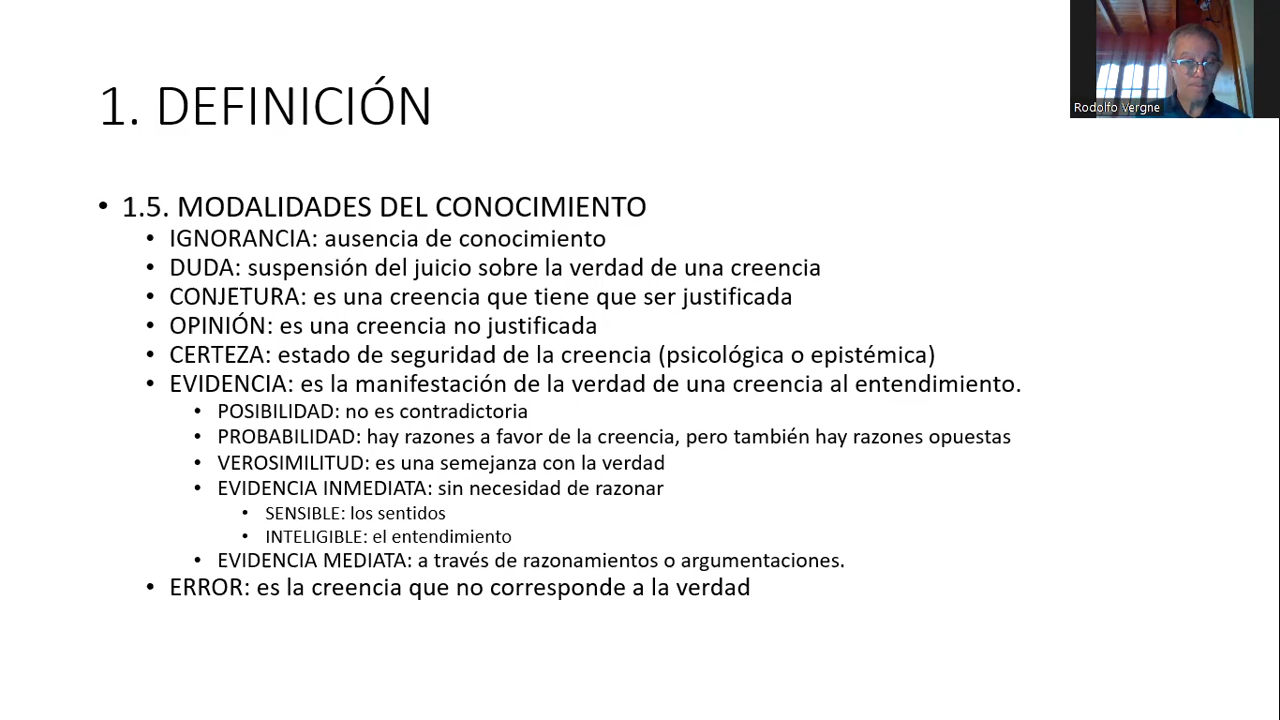 Rodolfo Vergne
1. DEFINICIÓN
• 1.5. MODALIDADES DEL CONOCIMIENTO
• IGNORANCIA: ausencia de conocimiento
• DUDA: suspensión del juicio sobre la verdad de una creencia
• CONJETURA: es una creencia que tiene que ser justificada
• OPINIÓN: es una creencia no justificada
• CERTEZA: estado de seguridad de la creencia (psicológica o epistémica)
• EVIDENCIA: es la manifestación de la verdad de una creencia al entendimiento.
• POSIBILIDAD: no es contradictoria
• PROBABILIDAD: hay razones a favor de la creencia, pero también hay razones opuestas
• VEROSIMILITUD: es una semejanza con la verdad
• EVIDENCIA INMEDIATA: sin necesidad de razonar
• SENSIBLE: los sentidos
• INTELIGIBLE: el entendimiento
• EVIDENCIA MEDIATA: a través de razonamientos o argumentaciones.
• ERROR: es la creencia que no corresponde a la verdad